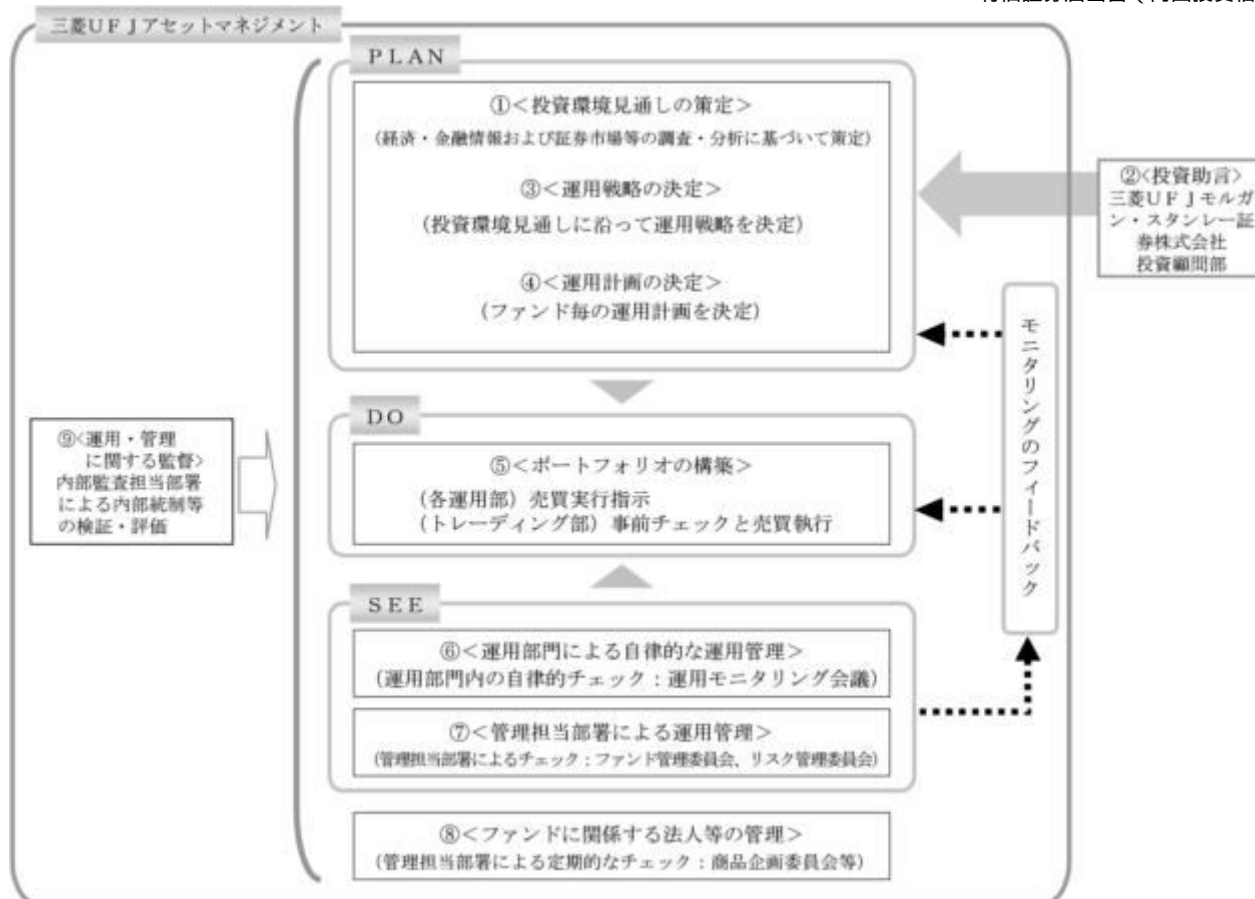 三菱UFJアセットマネジメント
PLAN
①<投資環境見通しの策定>
(経済・金融情報および証券市場等の調査・分析に基づいて策定)
③<運用戦略の決定>
(投資環境見通しに沿って運用戦略を決定)
④<運用計画の決定>
(ファンド毎の運用計画を決定)
②<投資助言>
三菱UFJモルガ
ン・スタンレー証
券株式会社
投資顧問部
モニタリングのフィードバック
DO
⑤<ポートフォリオの構築>
(各運用部)売買実行指示
(トレーディング部)事前チェックと売買執行
⑨<運用・管理
に関する監督>
内部監査担当部署
による内部統制等
の検証・評価
SEE
⑥<運用部門による自律的な運用管理>
(運用部門内の自律的チェック:運用モニタリング会議)
⑦<管理担当部署による運用管理>
(管理担当部署によるチェック:ファンド管理委員会、リスク管理委員会)
⑧<ファンドに関係する法人等の管理>
(管理担当部署による定期的なチェック:商品企画委員会等)